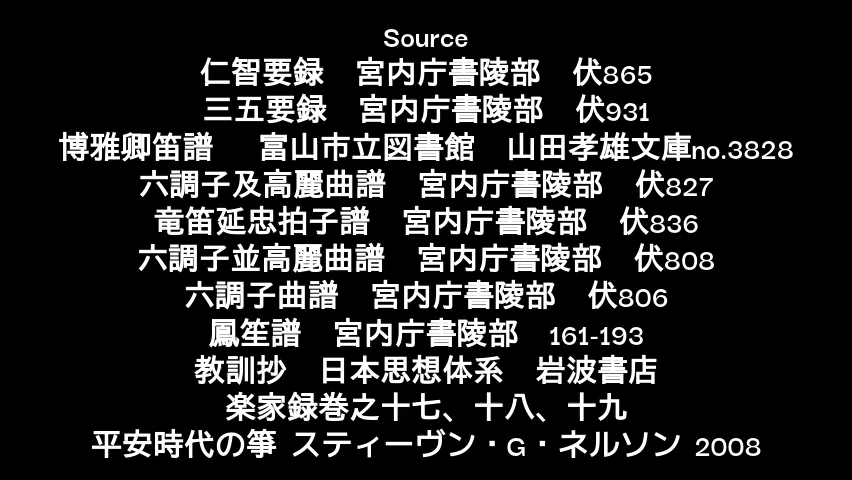 Source
仁智要録　宮内庁書陵部　伏865
三五要録　宮内庁書陵部　伏931
博雅卿笛譜　富山市立図書館　山田孝雄文庫no.3828
六調子及高麗曲譜　宮内庁書陵部　伏827
竜笛延忠拍子譜　宮内庁書陵部　伏836
六調子並高麗曲譜　宮内庁書陵部　伏808
六調子曲譜　宮内庁書陵部　伏806
鳳笙譜　宮内庁書陵部　161-193
教訓抄　日本思想体系　岩波書店
楽家録巻之十七、十八、十九
平安時代の箏 スティーヴン・G・ネルソン 2008